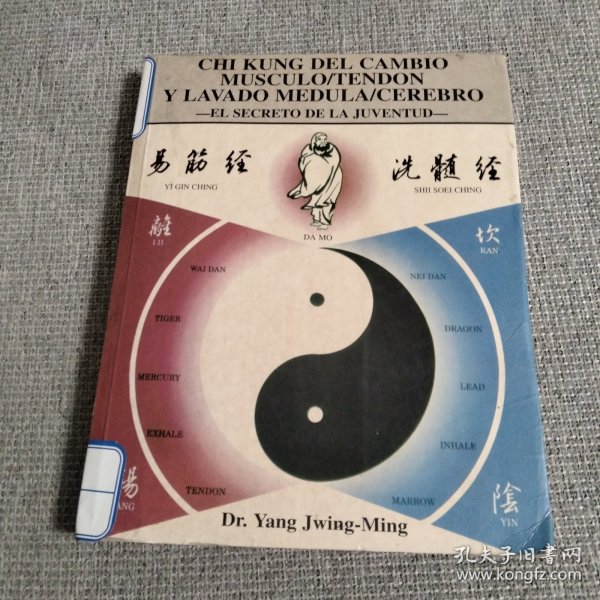 CHI KUNG DEL CAMBIO
MUSCULO/TENDON
Y LAVADO MEDULA/CEREBRO
—EL SECRETO DE LA JUVENTUD—
易筋经
YI GIN CHING
洗髓经
SHII SOEI CHING
DA MO
離
LII
坎
KAN
WAI DAN
NEI DAN
TIGER
DRAGON
MERCURY
LEAD
EXHALE
INHALE
TENDON
MARROW
陽
ANG
陰
YIN
Dr. Yang Jwing-Ming
孔夫子旧书网
www.kongfz.com